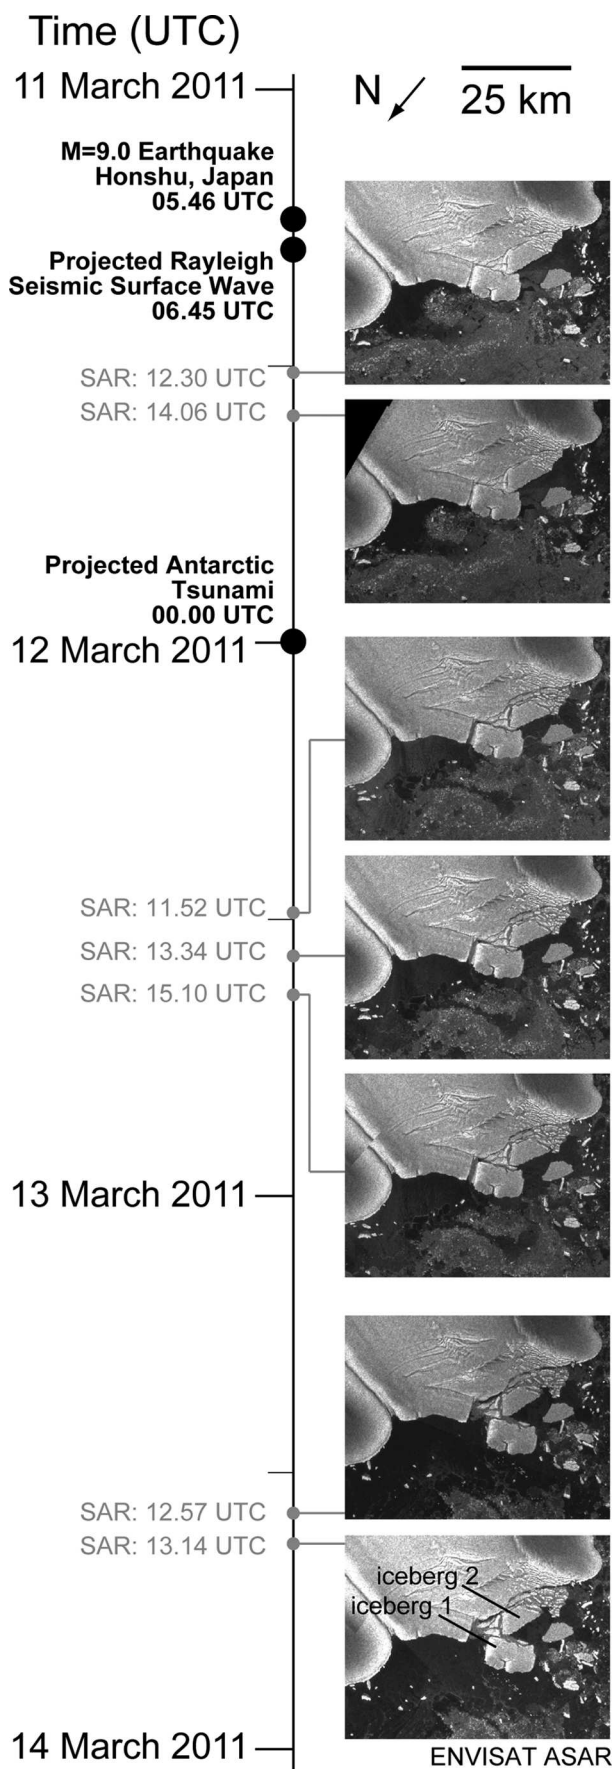 Time (UTC)
11 March 2011
N
25 km
M=9.0 Earthquake
Honshu, Japan
05.46 UTC
Projected Rayleigh
Seismic Surface Wave
06.45 UTC
SAR: 12.30 UTC
SAR: 14.06 UTC
Projected Antarctic
Tsunami
00.00 UTC
12 March 2011
SAR: 11.52 UTC
SAR: 13.34 UTC
SAR: 15.10 UTC
13 March 2011
SAR: 12.57 UTC
SAR: 13.14 UTC
iceberg 2
iceberg 1
14 March 2011
ENVISAT ASAR